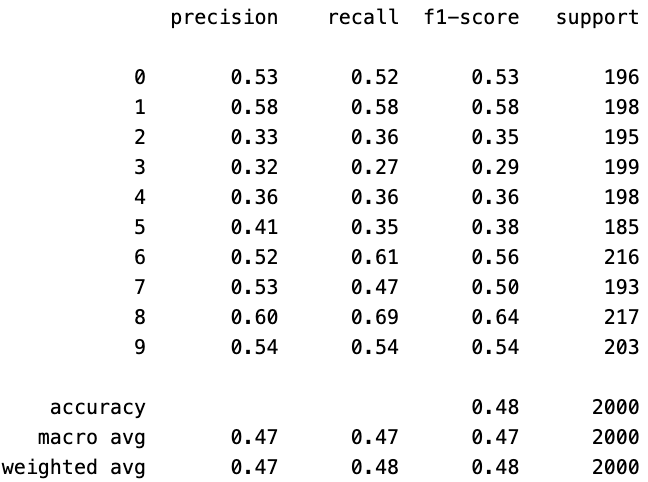 precision recall f1-score support
0 0.53 0.52 0.53 196
1 0.58 0.58 0.58 198
2 0.33 0.36 0.35 195
3 0.32 0.27 0.29 199
4 0.36 0.36 0.36 198
5 0.41 0.35 0.38 185
6 0.52 0.61 0.56 216
7 0.53 0.47 0.50 193
8 0.60 0.69 0.64 217
9 0.54 0.54 0.54 203
accuracy 0.48 2000
macro avg 0.47 0.47 0.47 2000
weighted avg 0.47 0.48 0.48 2000